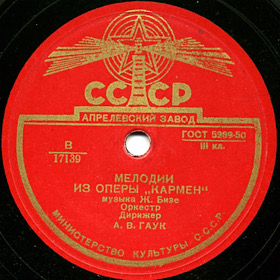 СССР
АПРЕЛЕВСКИЙ ЗАВОД
ГОСТ 5289-50
III кл.
В
17139
МЕЛОДИИ
ИЗ ОПЕРЫ „КАРМЕН“
музыка Ж. Бизе
Оркестр
Дирижер
А. В. ГАУК
МИНИСТЕРСТВО КУЛЬТУРЫ С.С.С.Р.